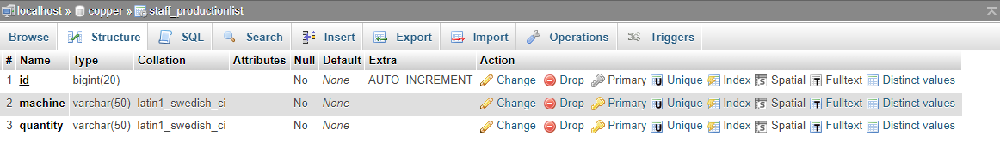 localhost » copper » staff_productionlist
Browse Structure SQL Search Insert Export Import Operations Triggers
# Name Type Collation Attributes Null Default Extra Action
1 id bigint(20) No None AUTO_INCREMENT Change Drop Primary Unique Index Spatial Fulltext Distinct values
2 machine varchar(50) latin1_swedish_ci No None Change Drop Primary Unique Index Spatial Fulltext Distinct values
3 quantity varchar(50) latin1_swedish_ci No None Change Drop Primary Unique Index Spatial Fulltext Distinct values